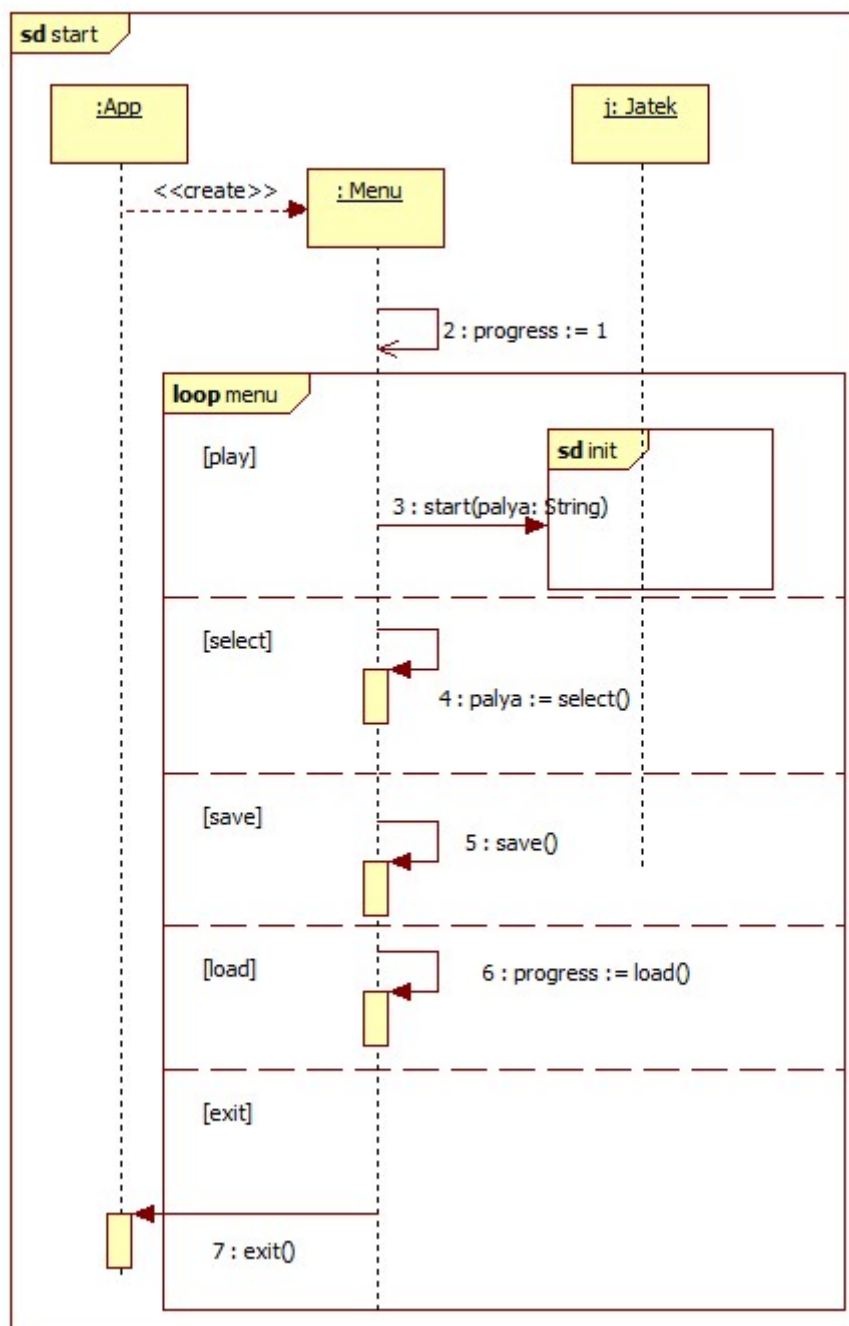 sd start
:App
j: Jatek
<<create>>
: Menu
2 : progress := 1
loop menu
[play]
sd init
3 : start(palya: String)
[select]
4 : palya := select()
[save]
5 : save()
[load]
6 : progress := load()
[exit]
7 : exit()